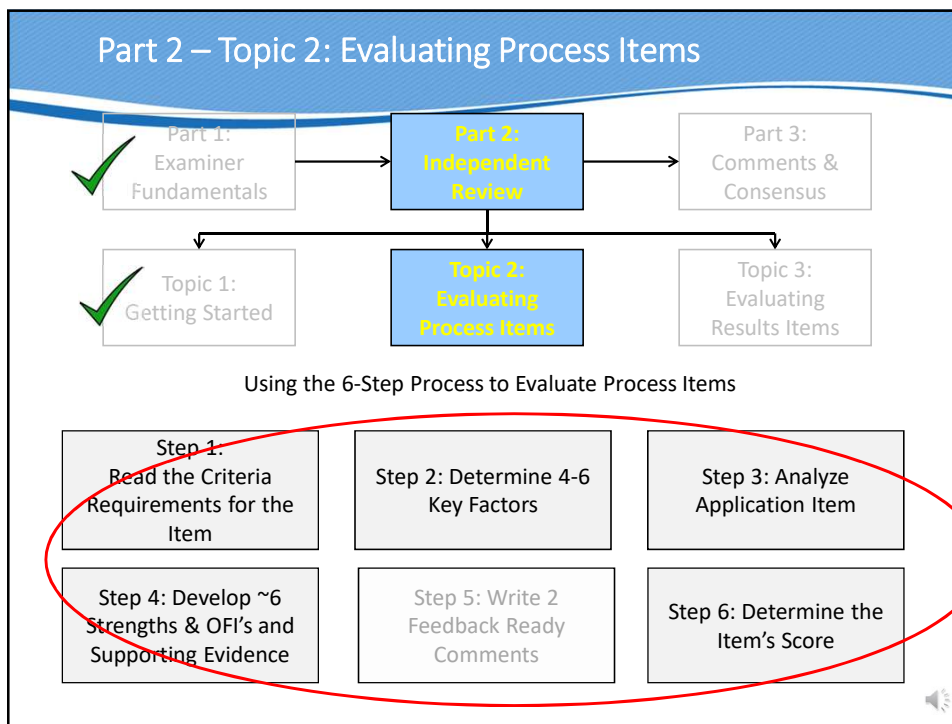 Part 2 – Topic 2: Evaluating Process Items
Part 1:
Examiner
Fundamentals
Part 2:
Independent
Review
Part 3:
Comments &
Consensus
Topic 1:
Getting Started
Topic 2:
Evaluating
Process Items
Topic 3:
Evaluating
Results Items
Using the 6-Step Process to Evaluate Process Items
Step 1:
Read the Criteria
Requirements for the
Item
Step 2: Determine 4-6
Key Factors
Step 3: Analyze
Application Item
Step 4: Develop ~6
Strengths & OFI's and
Supporting Evidence
Step 5: Write 2
Feedback Ready
Comments
Step 6: Determine the
Item's Score